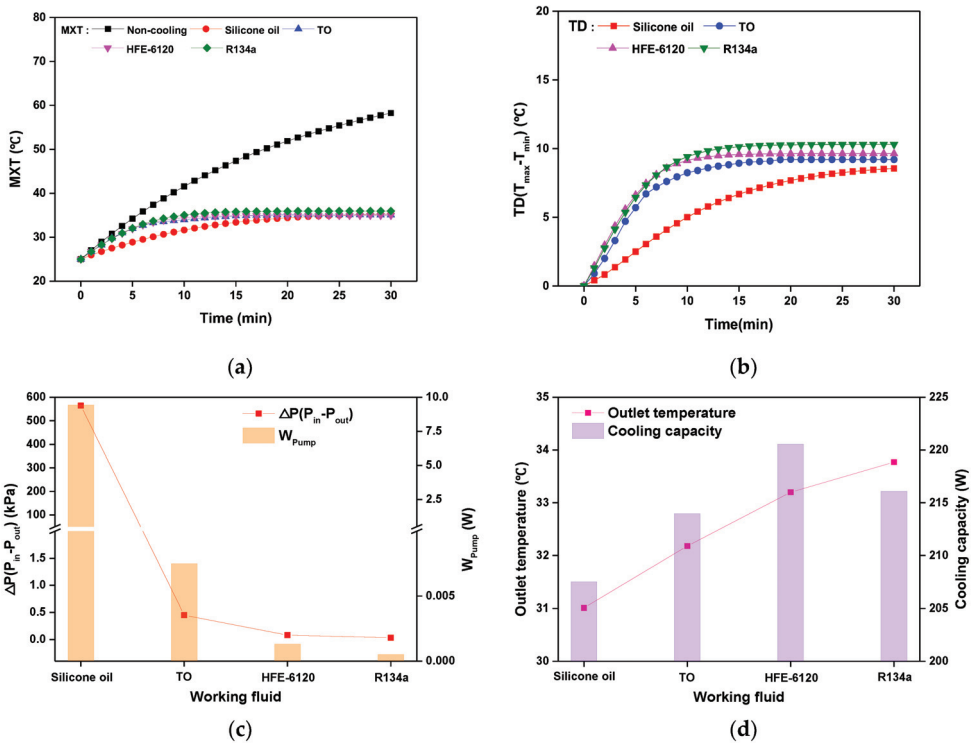 80
70
60
50
40
30
20
MXT (℃)
MXT : Non-cooling Silicone oil TO
HFE-6120 R134a
0 5 10 15 20 25 30
Time (min)
(a)
20
15
10
5
0
TD(Tmax-Tmin) (℃)
TD : Silicone oil TO
HFE-6120 R134a
0 5 10 15 20 25 30
Time(min)
(b)
600
500
400
300
200
100
1.5
1.0
0.5
0.0
ΔP(Pin-Pout) (kPa)
ΔP(Pin-Pout)
WPump
10.0
7.5
5.0
2.5
0.005
0.000
WPump (W)
Silicone oil TO HFE-6120 R134a
Working fluid
(c)
35
34
33
32
31
30
Outlet temperature (℃)
Outlet temperature
Cooling capacity
225
220
215
210
205
200
Cooling capacity (W)
Silicone oil TO HFE-6120 R134a
Working fluid
(d)